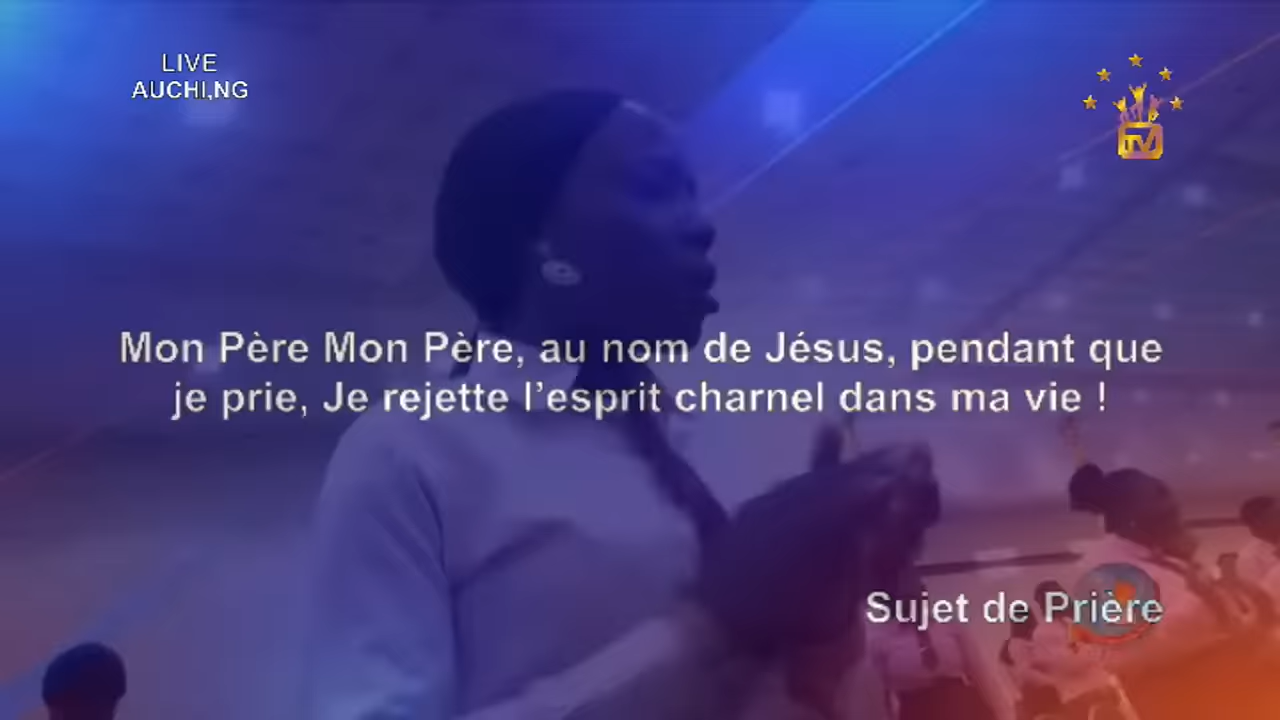 LIVE
AUCHI,NG
TV
Mon Père Mon Père, au nom de Jésus, pendant que
je prie, Je rejette l’esprit charnel dans ma vie !
Sujet de Prière